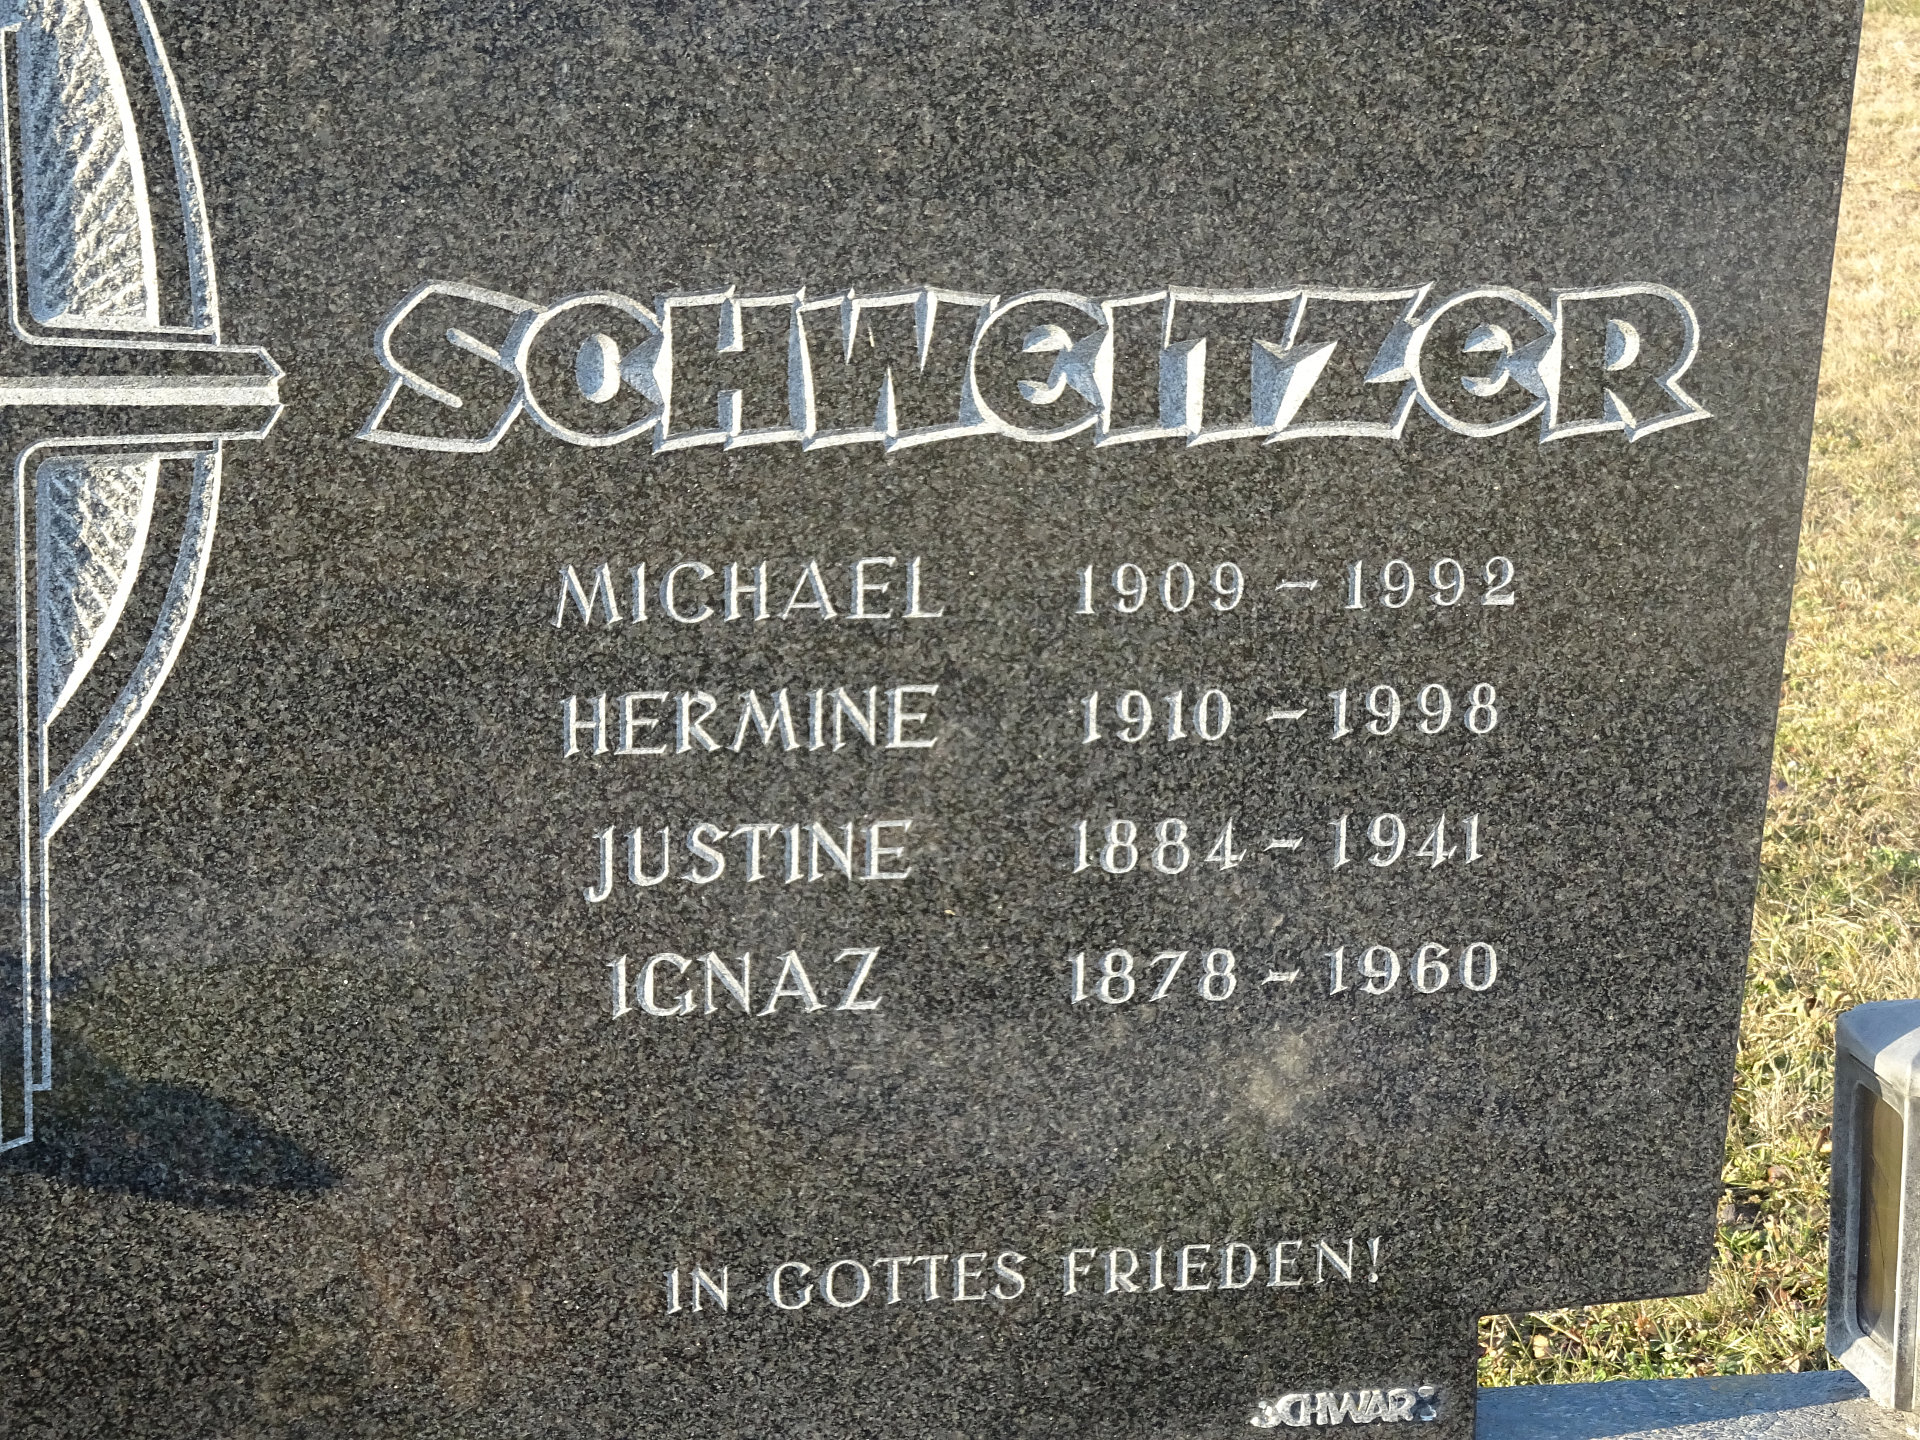 SCHWEITZER
MICHAEL 1909 - 1992
HERMINE 1910 - 1998
JUSTINE 1884 - 1941
IGNAZ 1878 - 1960
IN GOTTES FRIEDEN!